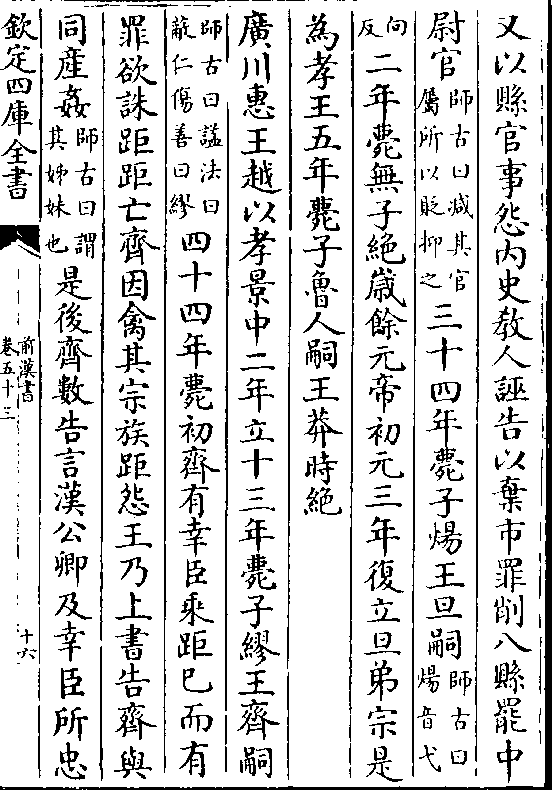 又以縣官事怨内史教人誣告以棄市罪削八縣罷中
尉官師古曰減其官屬所以貶抑之三十四年薨子煬王旦嗣師古曰煬音弋
向反二年薨無子絶嵗餘元帝初元三年復立旦弟宗是
為孝王五年薨子魯人嗣王莽時絶
廣川惠王越以孝景中二年立十三年薨子繆王齊嗣
師古曰諡法曰蔽仁傷善曰繆四十四年薨初齊有幸臣乘距已而有
罪欲誅距距亡齊因禽其宗族距怨王乃上書告齊與
同産姦師古曰謂其姊妹也是後齊數告言漢公卿及幸臣所忠
欽定四庫全書
前漢書
卷五十三
十六